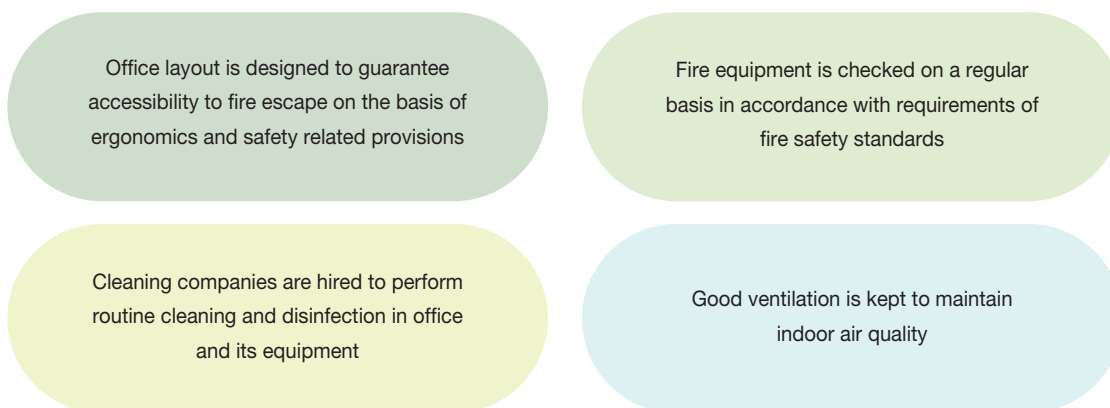 Office layout is designed to guarantee
accessibility to fire escape on the basis of
ergonomics and safety related provisions
Fire equipment is checked on a regular
basis in accordance with requirements of
fire safety standards
Cleaning companies are hired to perform
routine cleaning and disinfection in office
and its equipment
Good ventilation is kept to maintain
indoor air quality